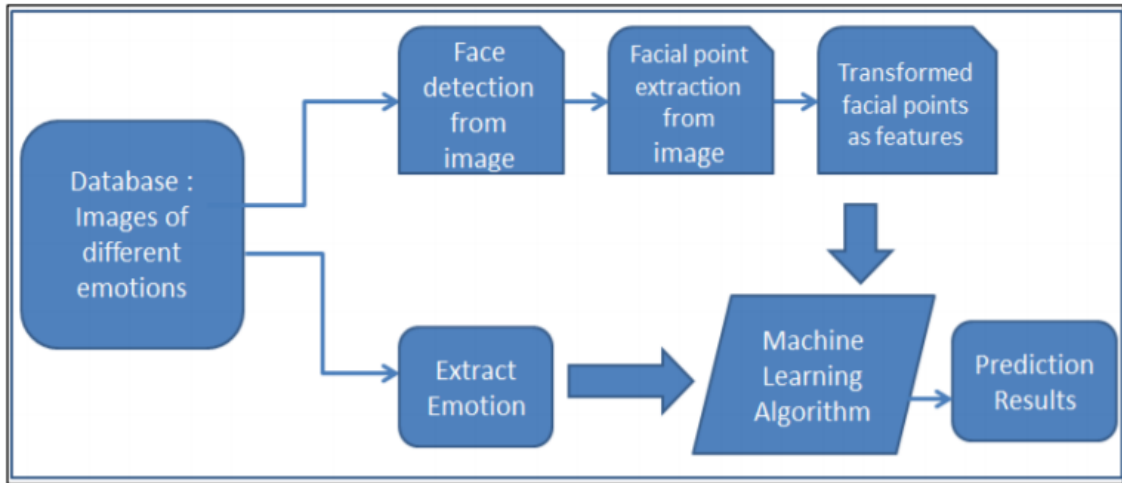 Face
detection
from
image
Facial point
extraction
from
image
Transformed
facial points
as features
Database :
Images of
different
emotions
Extract
Emotion
Machine
Learning
Algorithm
Prediction
Results